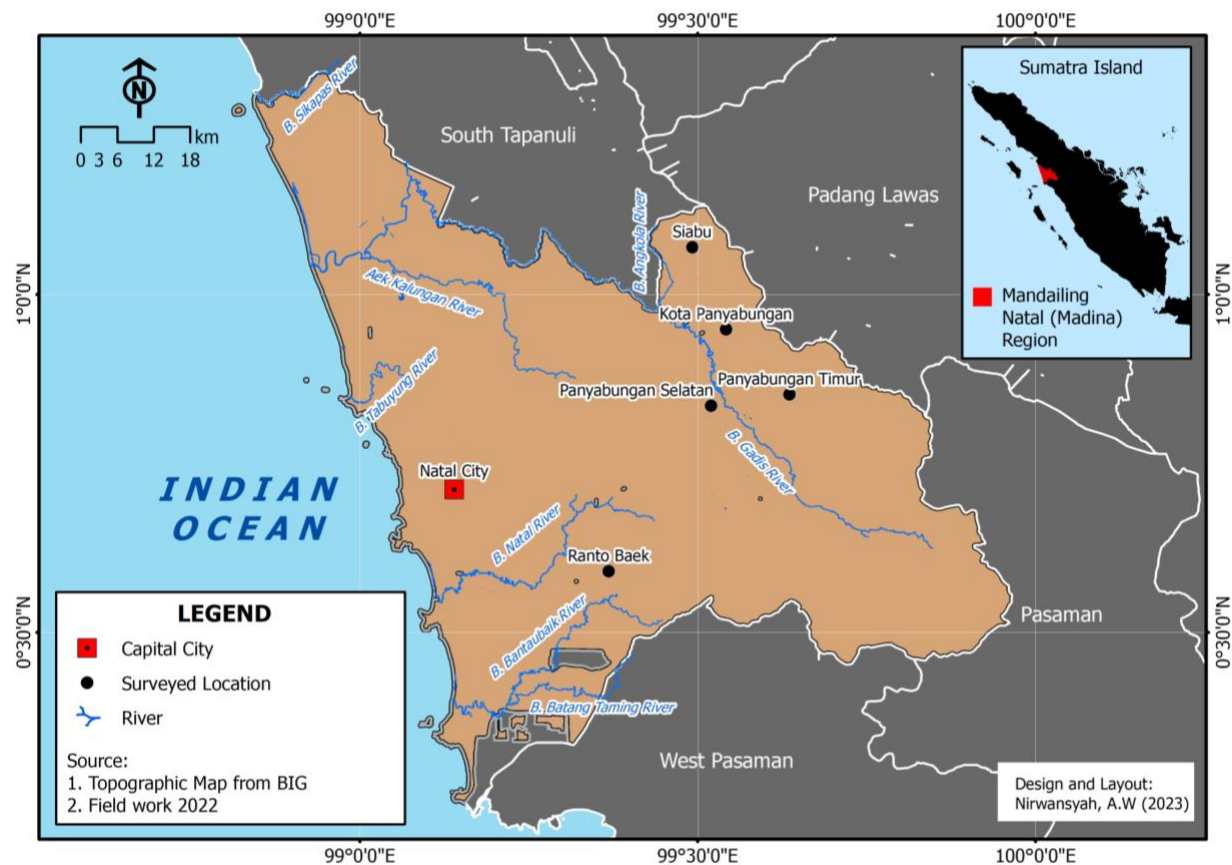 99°0'0"E
99°30'0"E
100°0'0"E
N
km
0 3 6 12 18
B. Sikapas River
South Tapanuli
Padang Lawas
Sumatra Island
Mandailing
Natal (Madina)
Region
B. Angkola River
Siabu
1°0'0"N
1°0'0"N
Aek Kalungan River
Kota Panyabungan
B. Tabuyung River
Panyabungan Selatan
Panyabungan Timur
B. Gadis River
Natal City
INDIAN
OCEAN
B. Natal River
Ranto Baek
B. Bantaubaik River
B. Batang Taming River
Pasaman
0°30'0"N
0°30'0"N
West Pasaman
LEGEND
Capital City
Surveyed Location
River
Source:
1. Topographic Map from BIG
2. Field work 2022
Design and Layout:
Nirwansyah, A.W (2023)
99°0'0"E
99°30'0"E
100°0'0"E